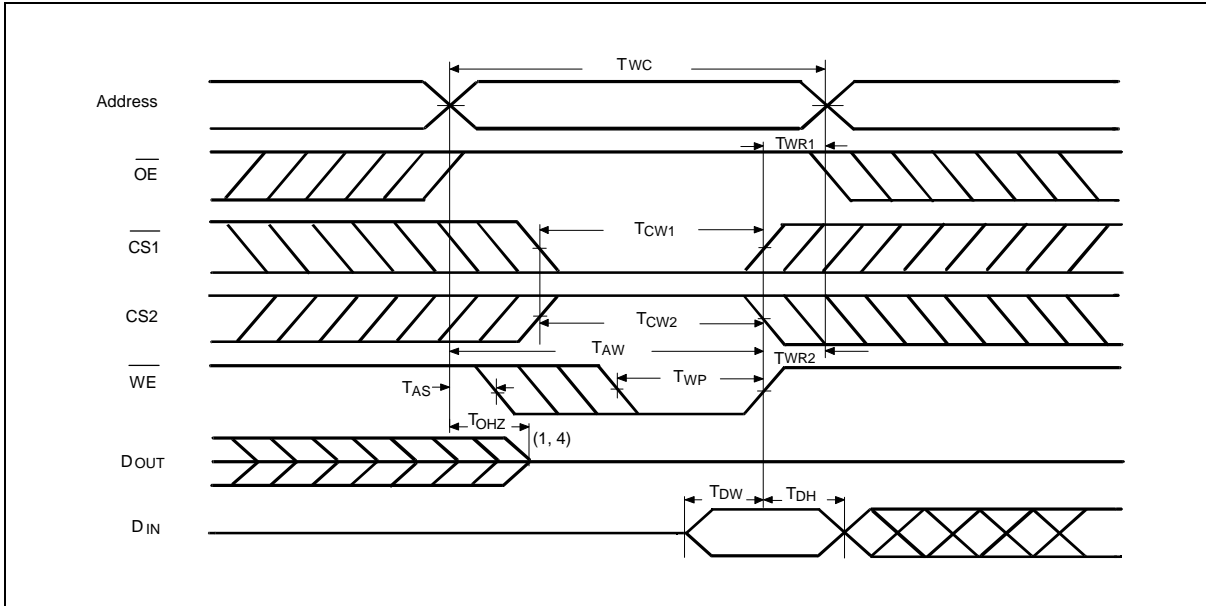 TWC
Address
TWR1
OE
TCW1
CS1
CS2
TCW2
TAW
TWR2
WE
TAS
TWP
TOHZ
(1, 4)
DOUT
TDW
TDH
DIN